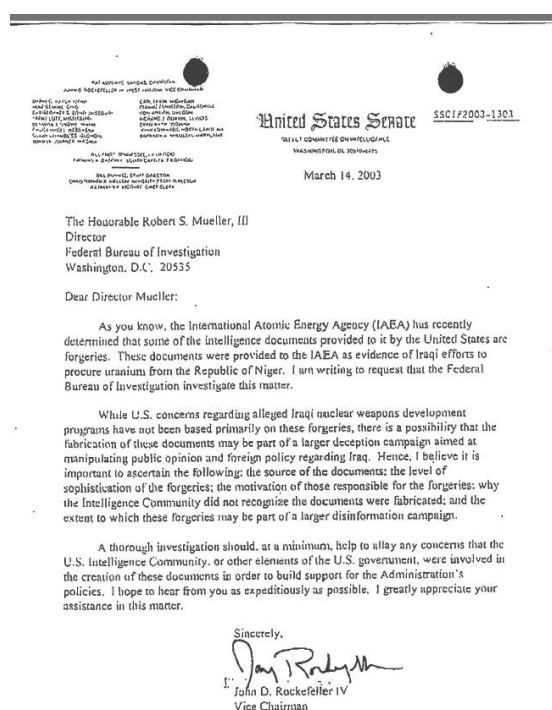 United States Senate
SSCI#2003-1303
SELECT COMMITTEE ON INTELLIGENCE
WASHINGTON, DC 20510-6475
March 14, 2003
The Honorable Robert S. Mueller, III
Director
Federal Bureau of Investigation
Washington, D.C. 20535
Dear Director Mueller:
As you know, the International Atomic Energy Agency (IAEA) has recently
determined that some of the intelligence documents provided to it by the United States are
forgeries. These documents were provided to the IAEA as evidence of Iraqi efforts to
procure uranium from the Republic of Niger. I am writing to request that the Federal
Bureau of Investigation investigate this matter.
While U.S. concerns regarding alleged Iraqi nuclear weapons development
programs have not been based primarily on these forgeries, there is a possibility that the
fabrication of these documents may be part of a larger deception campaign aimed at
manipulating public opinion and foreign policy regarding Iraq. Hence, I believe it is
important to ascertain the following: the source of the documents; the level of
sophistication of the forgeries; the motivation of those responsible for the forgeries; why
the Intelligence Community did not recognize the documents were fabricated; and the
extent to which these forgeries may be part of a larger disinformation campaign.
A thorough investigation should, at a minimum, help to allay any concerns that the
U.S. Intelligence Community, or other elements of the U.S. government, were involved in
the creation of these documents in order to build support for the Administration's
policies. I hope to hear from you as expeditiously as possible. I greatly appreciate your
assistance in this matter.
Sincerely,
John D. Rockefeller IV
Vice Chairman